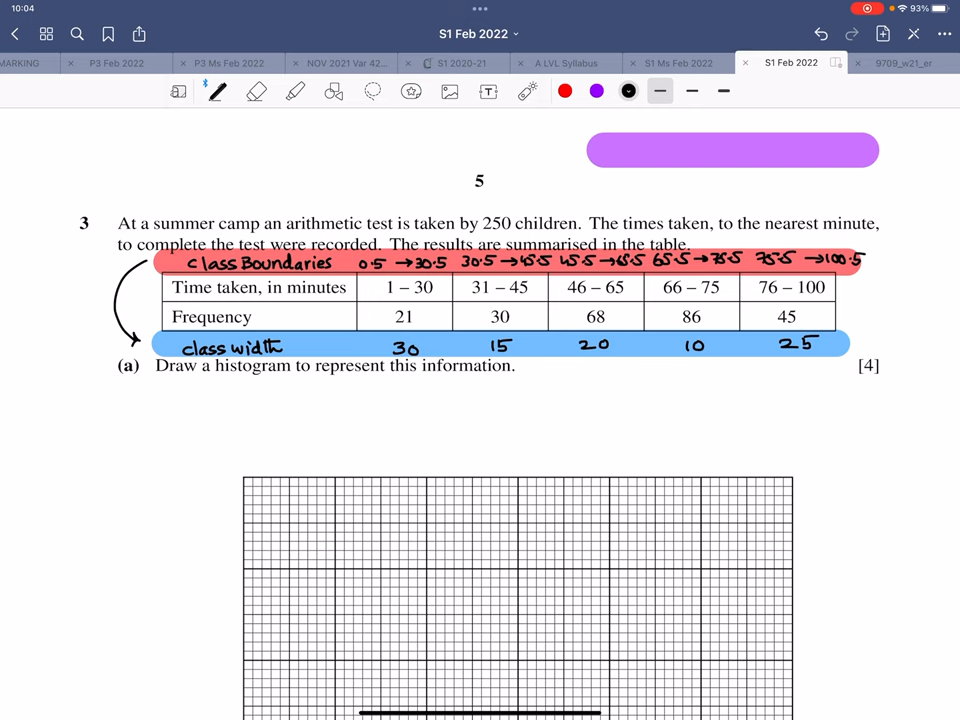 10:04
93%
S1 Feb 2022
MARKING
P3 Feb 2022
P3 Ms Feb 2022
NOV 2021 Var 42...
S1 2020-21
A LVL Syllabus
S1 Ms Feb 2022
S1 Feb 2022
9709_w21_er
5
3 At a summer camp an arithmetic test is taken by 250 children. The times taken, to the nearest minute,
to complete the test were recorded. The results are summarised in the table.
Class Boundaries 0.5 →30.5 30.5 →45.5 45.5 →65.5 65.5 →75.5 75.5 →100.5
Time taken, in minutes 1 – 30 31 – 45 46 – 65 66 – 75 76 – 100
Frequency 21 30 68 86 45
class width 30 15 20 10 25
(a) Draw a histogram to represent this information. [4]